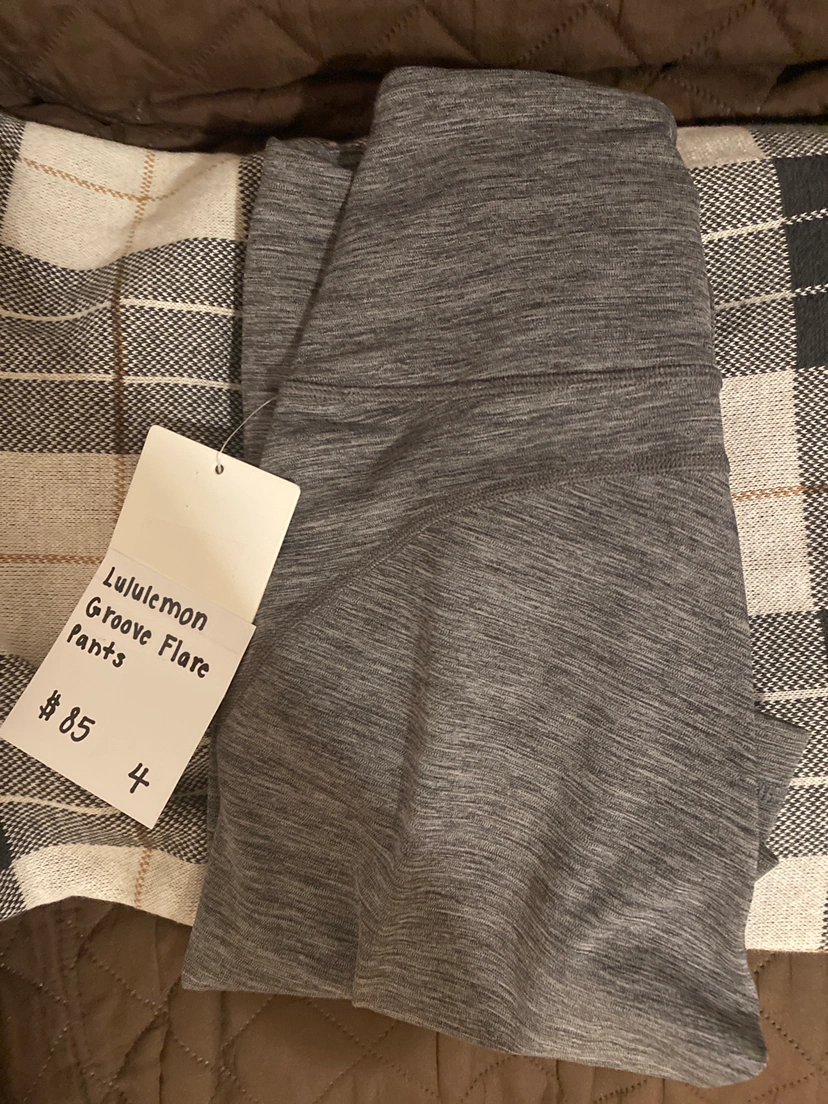 Lululemon
Groove Flare
Pants
$85
4